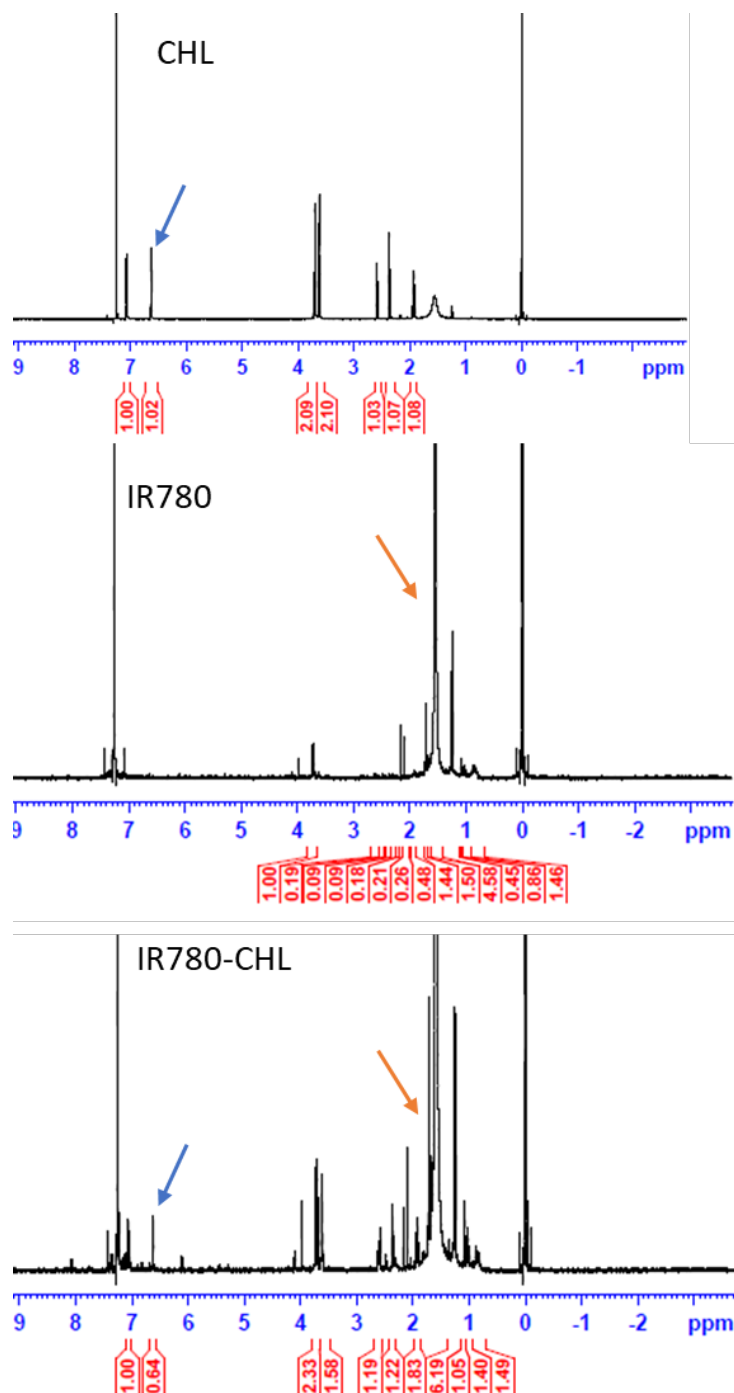 CHL
8 7 6 5 4 3 2 1 0 -1 ppm
1.00 1.02 2.09 2.10 1.03 1.07 1.08
IR780
9 8 7 6 5 4 3 2 1 0 -1 -2 ppm
1.00 0.19 0.09 0.09 0.18 0.21 0.26 0.48 1.44 1.50 4.58 0.45 0.86 1.46
IR780-CHL
9 8 7 6 5 4 3 2 1 0 -1 -2 ppm
1.00 0.64 2.33 1.58 1.19 1.22 1.83 6.19 1.05 1.40 1.49